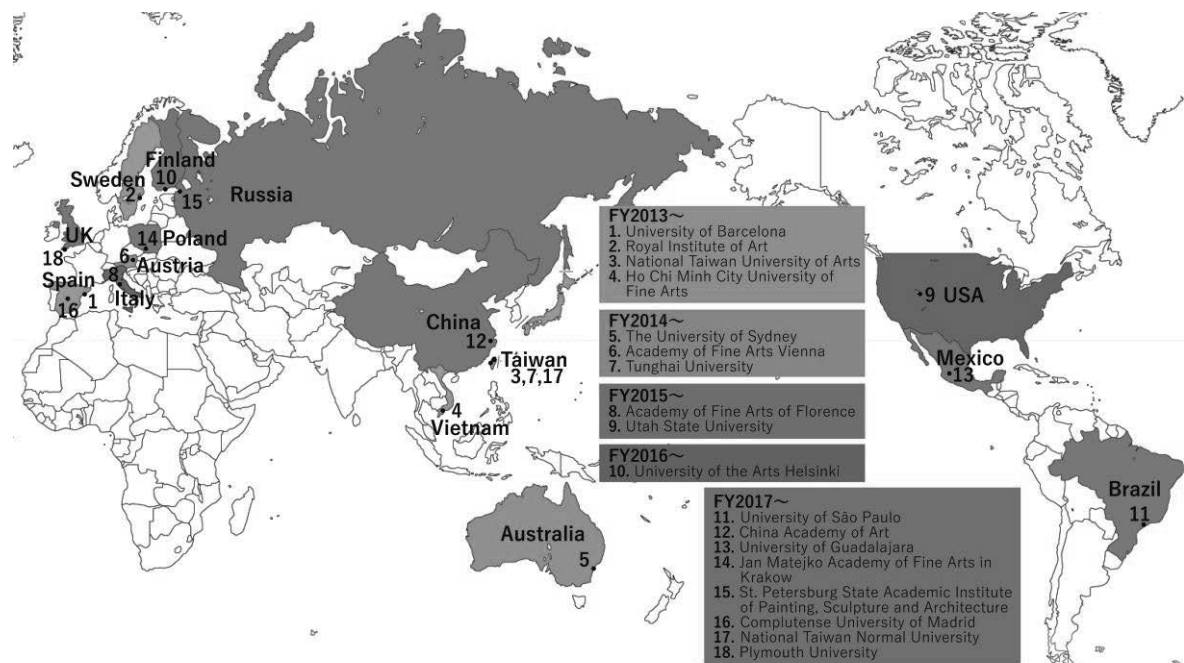 Finland
10
Sweden
2
15
Russia
UK
18
14 Poland
6
Austria
8
Spain
16
1
Italy
China
12
Taiwan
3,7,17
4
Vietnam
Australia
5
9 USA
Mexico
13
Brazil
11
FY2013～
1. University of Barcelona
2. Royal Institute of Art
3. National Taiwan University of Arts
4. Ho Chi Minh City University of
Fine Arts
FY2014～
5. The University of Sydney
6. Academy of Fine Arts Vienna
7. Tunghai University
FY2015～
8. Academy of Fine Arts of Florence
9. Utah State University
FY2016～
10. University of the Arts Helsinki
FY2017～
11. University of São Paulo
12. China Academy of Art
13. University of Guadalajara
14. Jan Matejko Academy of Fine Arts in
Krakow
15. St. Petersburg State Academic Institute
of Painting, Sculpture and Architecture
16. Complutense University of Madrid
17. National Taiwan Normal University
18. Plymouth University